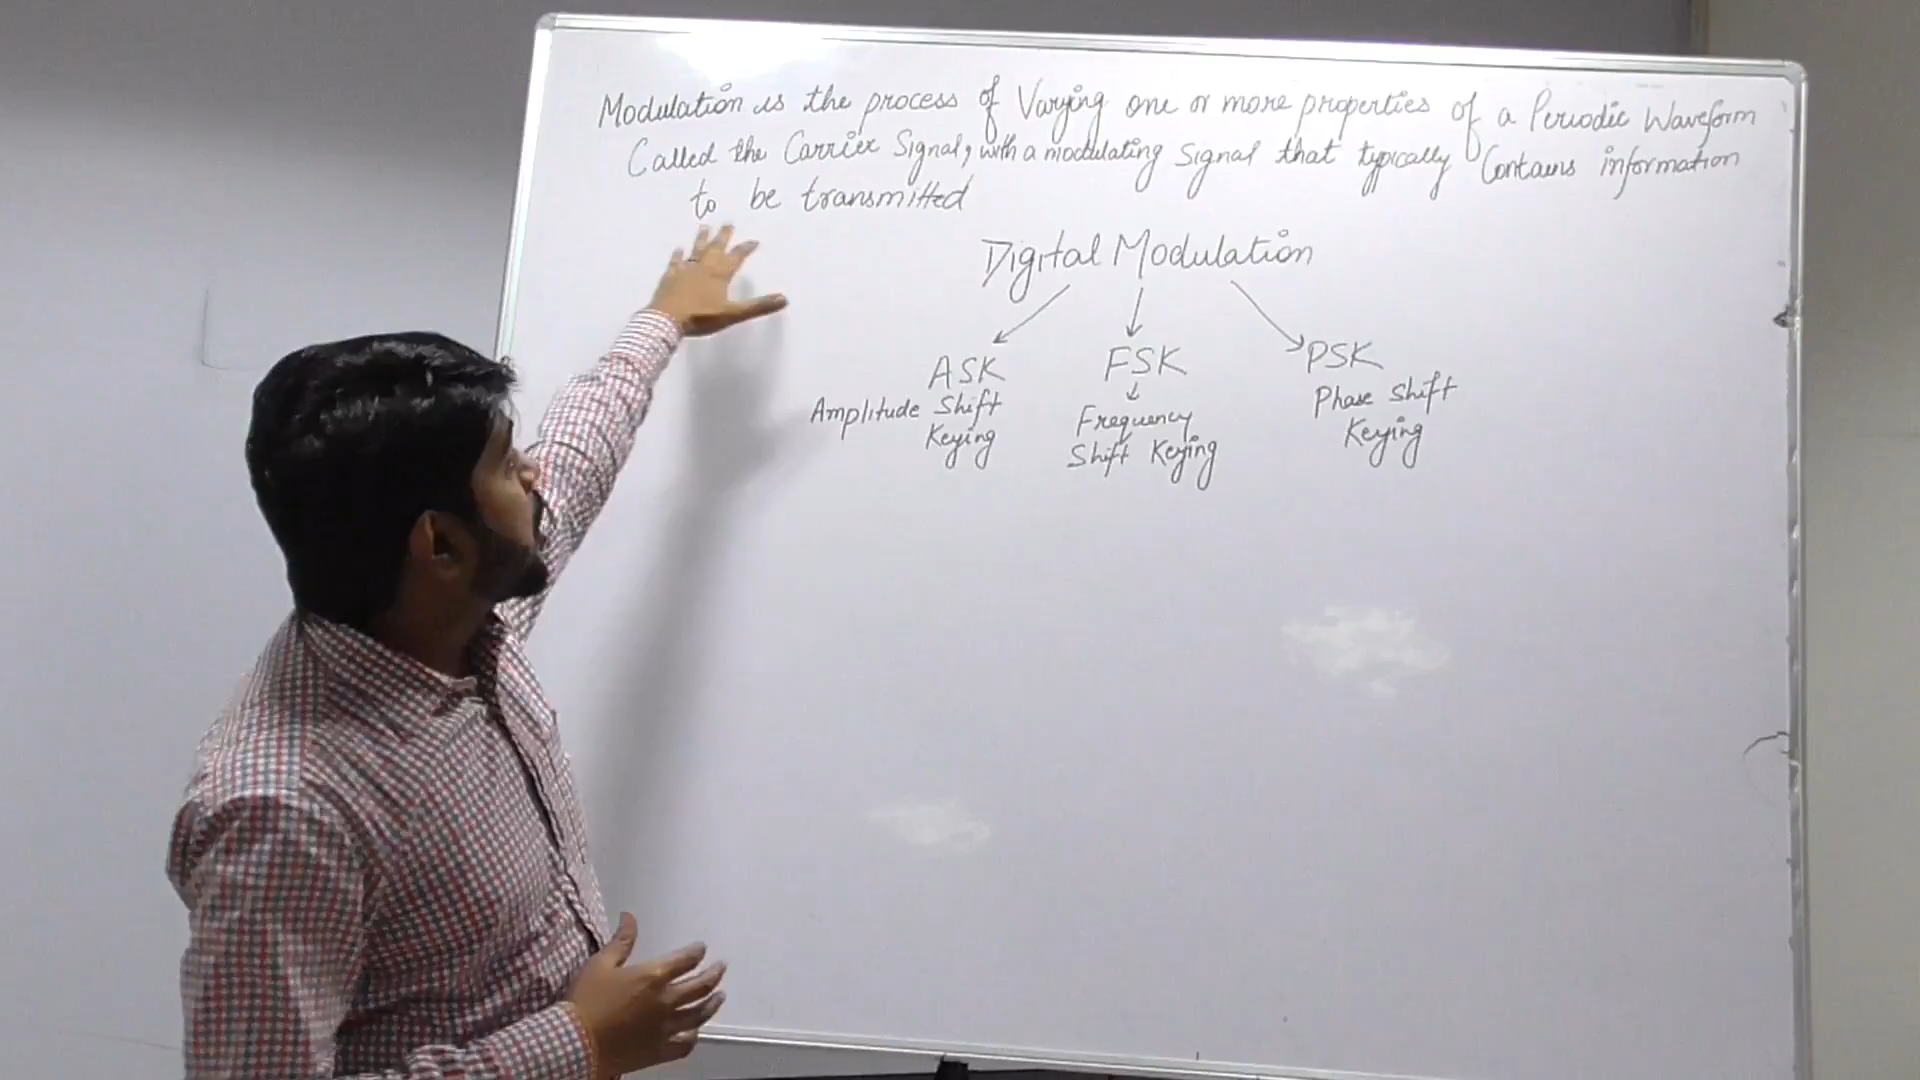 Modulation is the process of Varying one or more properties of a Periodic Waveform
Called the Carrier Signal, with a modulating Signal that typically Contains information
to be transmitted
Digital Modulation
ASK FSK PSK
Amplitude Shift Keying
Frequency Shift Keying
Phase Shift Keying